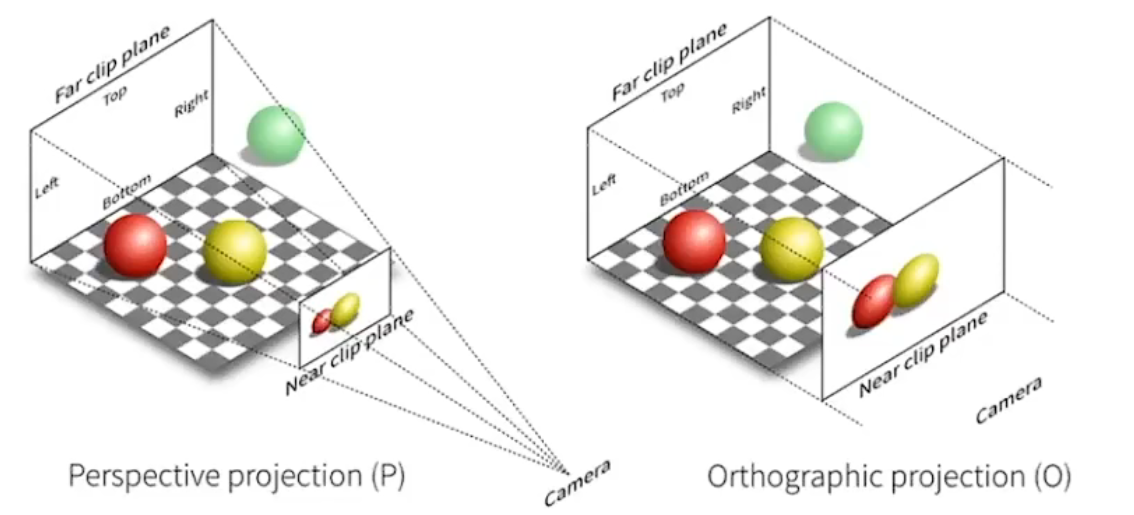 Far clip plane
Top
Right
Left
Bottom
Near clip plane
Camera
Perspective projection (P)
Far clip plane
Top
Right
Left
Bottom
Near clip plane
Camera
Orthographic projection (O)